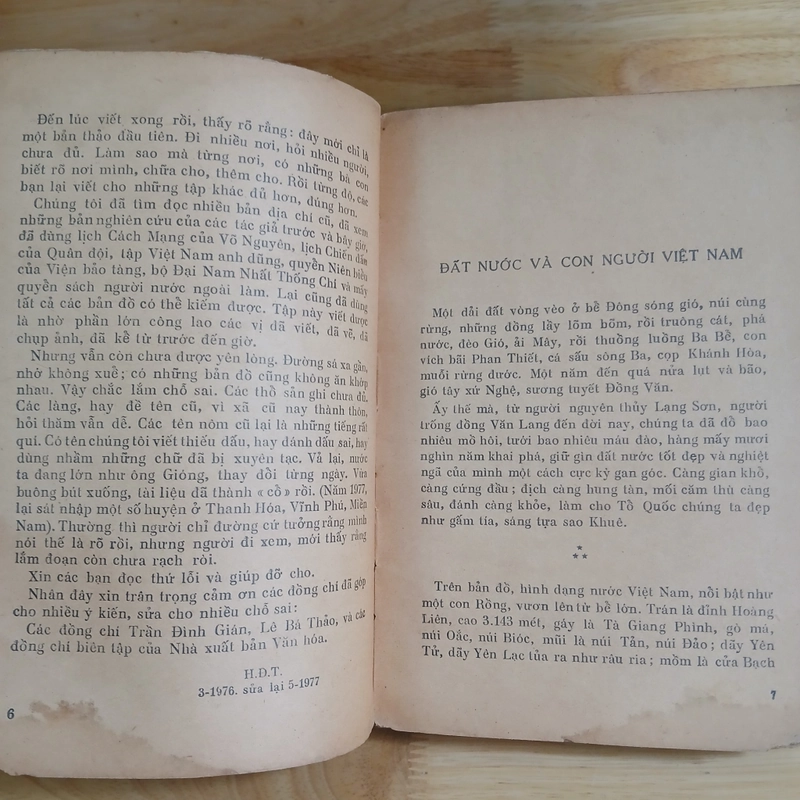 Đến lúc viết xong rồi, thấy rõ rằng: đây mới chỉ là
một bản thảo đầu tiên. Đi nhiều nơi, hỏi nhiều người,
chưa đủ. Làm sao mà từng nơi, có những bà con
biết rõ nơi mình, chữa cho, thêm cho. Rồi từng độ, các
bạn lại viết cho những tập khác đủ hơn, đúng hơn.
Chúng tôi đã tìm đọc nhiều bản địa chí cũ, đã xem
những bản nghiên cứu của các tác giả trước và bây giờ,
đã dùng lịch Cách Mạng của Võ Nguyên, lịch Chiến đấu
của Quân đội, tập Việt Nam anh dũng, quyển Niên biểu
của Viện bảo tàng, bộ Đại Nam Nhất Thống Chí và mấy
quyển sách người nước ngoài làm. Lại cũng đã dùng
tất cả các bản đồ có thể kiếm được. Tập này viết được
là nhờ phần lớn công lao các vị đã viết, đã vẽ, đã
chụp ảnh, đã kể từ trước đến giờ.
Nhưng vẫn còn chưa được yên lòng. Đường sá xa gần,
nhớ không xuể; có những bản đồ cũng không ăn khớp
nhau. Vậy chắc lắm chỗ sai. Các thổ sản ghi chưa đủ.
Các làng, hay đề tên cũ, vì xã cũ nay thành thôn,
hỏi thăm vẫn dễ. Các tên nôm cũ lại là những tiếng rất
quí. Có tên chúng tôi viết thiếu dấu, hay đánh dấu sai, hay
dùng nhầm những chữ đã bị xuyên tạc. Vả lại, nước
ta đang lớn như ông Gióng, thay đổi từng ngày. Vừa
buông bút xuống, tài liệu đã thành « cổ » rồi. (Năm 1977,
lại sát nhập một số huyện ở Thanh Hóa, Vĩnh Phú, Miền
Nam). Thường thì người chỉ đường cứ tưởng rằng mình
nói thế là rõ rồi, nhưng người đi xem, mới thấy rằng
lắm đoạn còn chưa rạch ròi.
Xin các bạn đọc thứ lỗi và giúp đỡ cho.
Nhân đây xin trân trọng cảm ơn các đồng chí đã góp
cho nhiều ý kiến, sửa cho nhiều chỗ sai:
Các đồng chí Trần Đình Gián, Lê Bá Thảo, và các
đồng chí biên tập của Nhà xuất bản Văn hóa.
H.Đ.T.
3-1976. sửa lại 5-1977
6
ĐẤT NƯỚC VÀ CON NGƯỜI VIỆT NAM
Một dải đất vòng vèo ở bể Đông sóng gió, núi cùng
rừng, những đồng lầy lõm bõm, rồi truông cát, phá
nước, đèo Gió, ải Mây, rồi thuồng luồng Ba Bể, con
vích bãi Phan Thiết, cá sấu sông Ba, cọp Khánh Hòa,
muỗi rừng đước. Một năm đến quá nửa lụt và bão,
gió tây xứ Nghệ, sương tuyết Đồng Văn.
Ấy thế mà, từ người nguyên thủy Lạng Sơn, người
trống đồng Văn Lang đến đời nay, chúng ta đã đổ bao
nhiêu mồ hôi, tưới bao nhiêu máu đào, hàng mấy mươi
nghìn năm khai phá, giữ gìn đất nước tốt đẹp và nghiệt
ngã của mình một cách cực kỳ gan góc. Càng gian khổ,
càng cứng đầu; địch càng hung tàn, mối căm thù càng
sâu, đánh càng khỏe, làm cho Tổ Quốc chúng ta đẹp
như gấm tía, sáng tựa sao Khuê.
*
**
Trên bản đồ, hình dạng nước Việt Nam, nổi bật như
một con Rồng, vươn lên từ bể lớn. Trán là đỉnh Hoàng
Liên, cao 3.143 mét, gáy là Tà Giang Phình, gò má,
núi Oắc, núi Bióc, mũi là núi Tản, núi Đảo; dãy Yên
Tử, dãy Yên Lạc tủa ra như râu ria; mồm là cửa Bạch
7